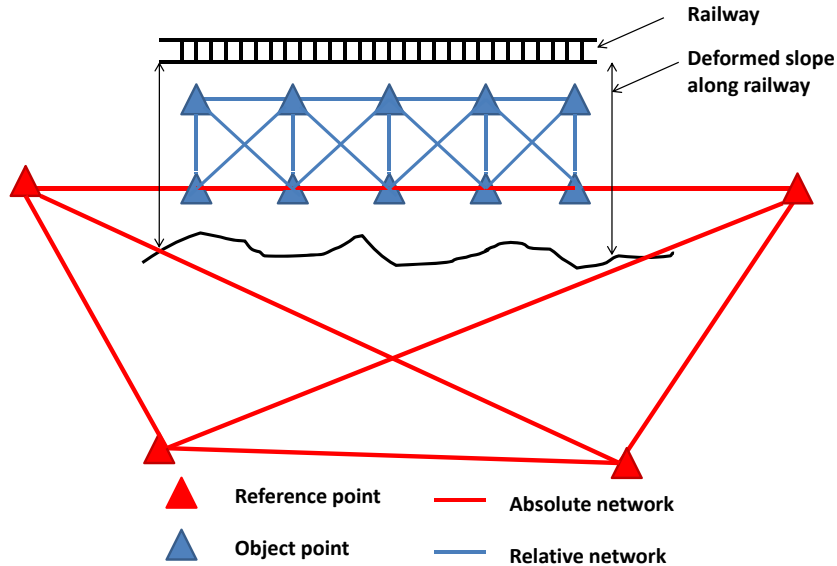 Railway
Deformed slope
along railway
Reference point
Absolute network
Object point
Relative network